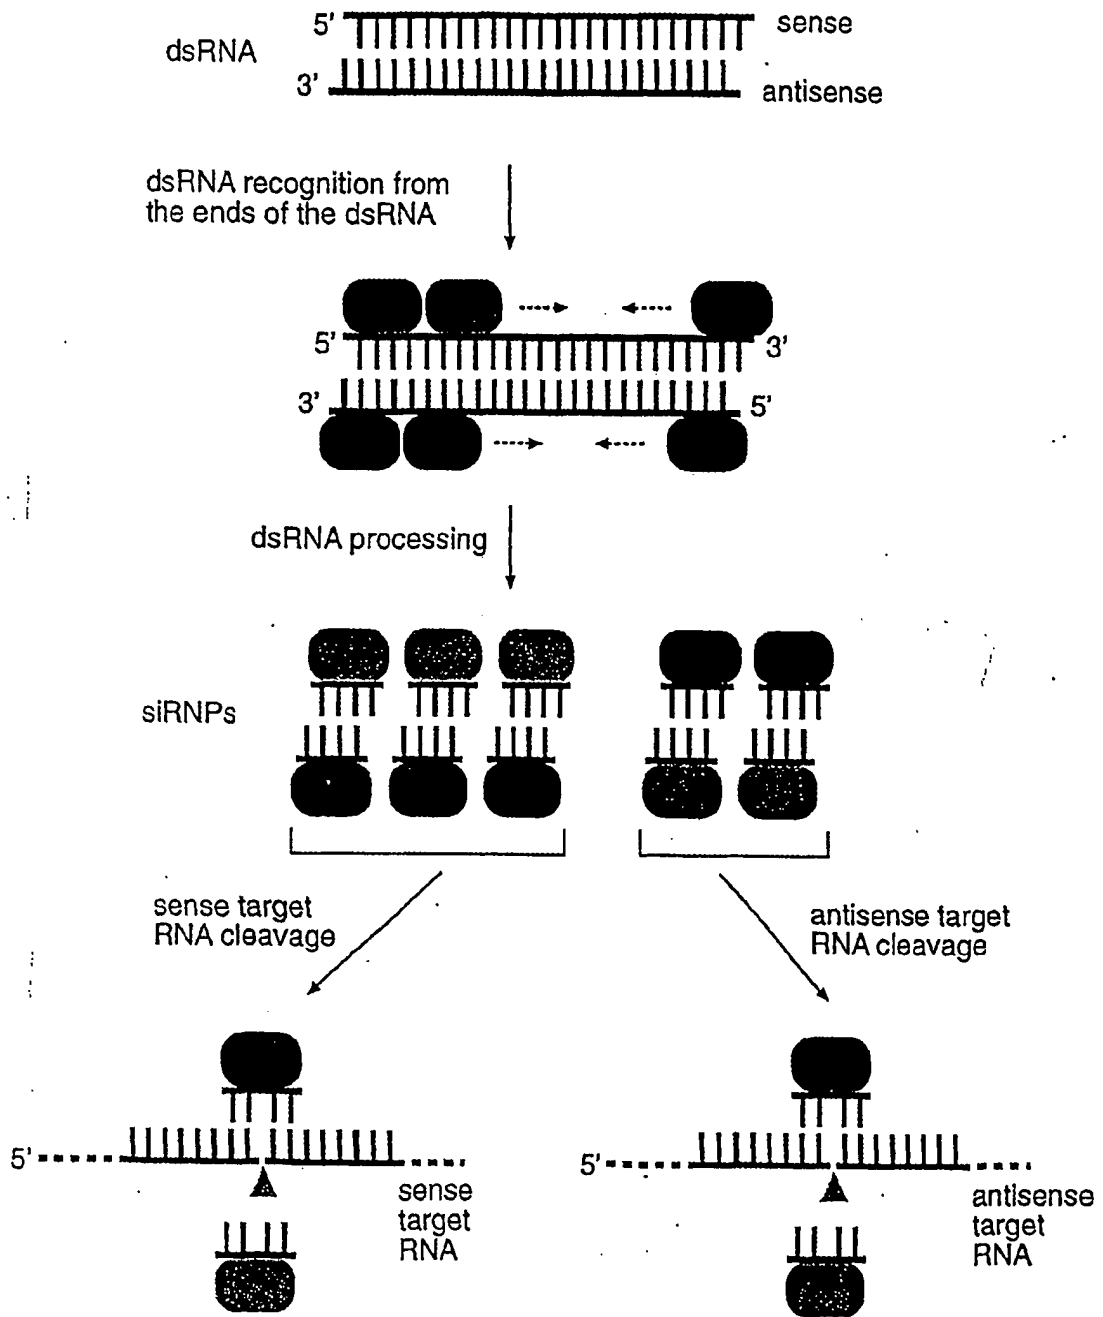 5'
sense
dsRNA
3'
antisense
dsRNA recognition from
the ends of the dsRNA
5'
3'
3'
5'
dsRNA processing
siRNPs
sense target
RNA cleavage
antisense target
RNA cleavage
5'
sense
target
RNA
5'
antisense
target
RNA